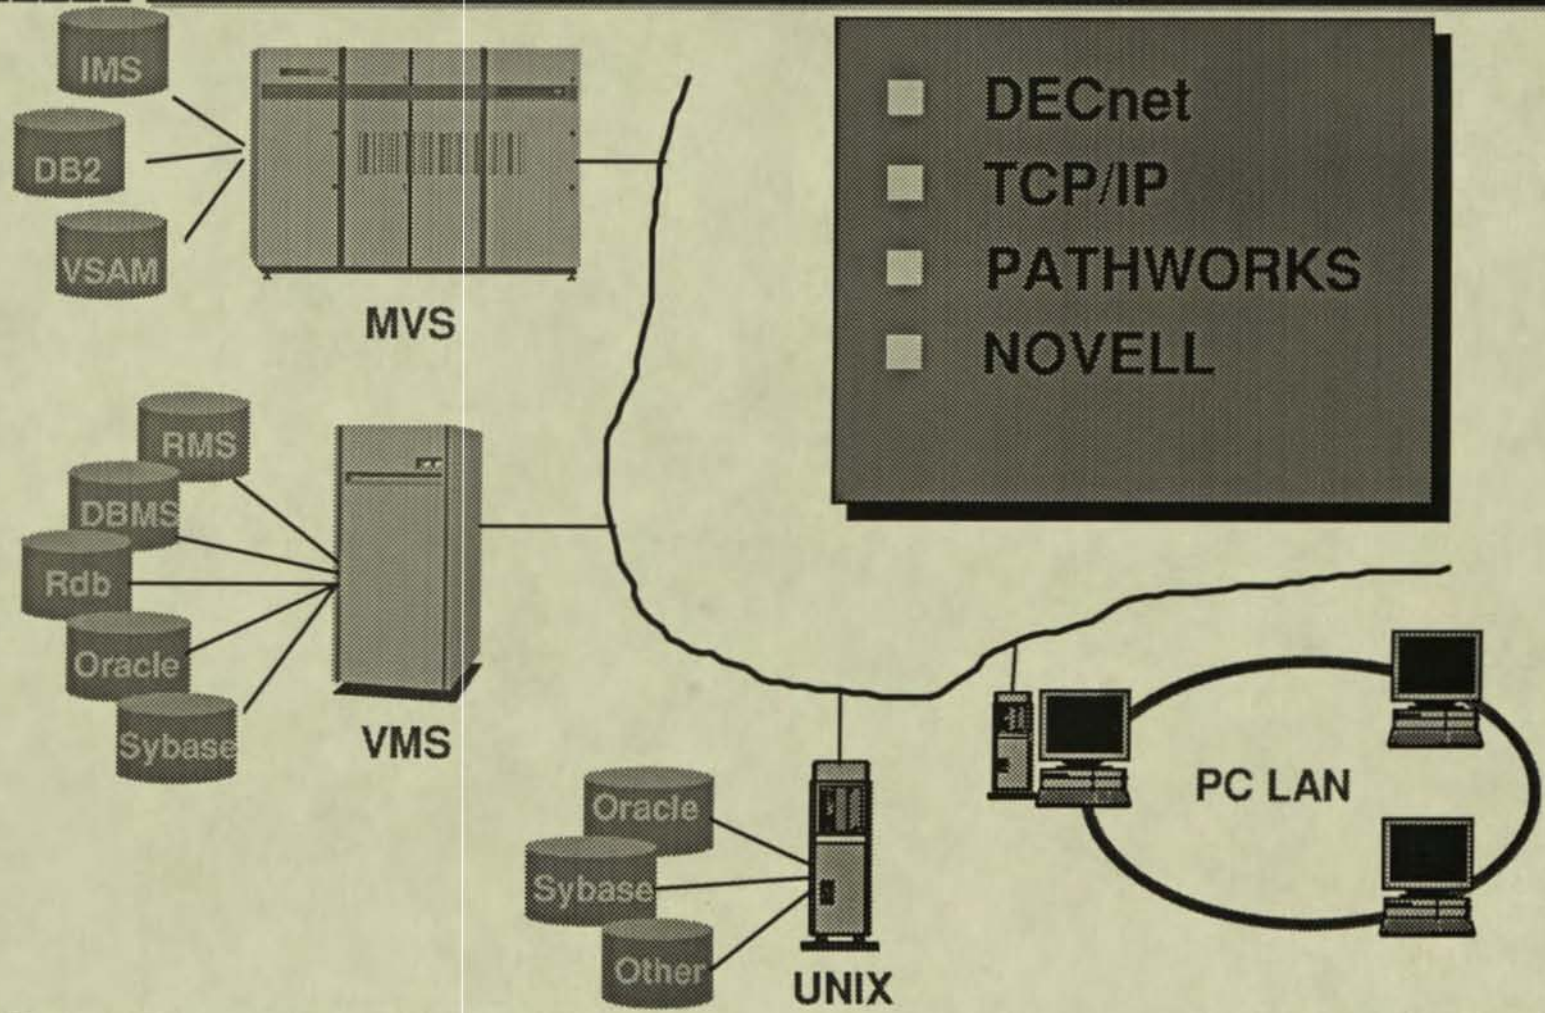 IMS
DB2
VSAM
MVS
DECnet
TCP/IP
PATHWORKS
NOVELL
RMS
DBMS
Rdb
Oracle
Sybase
VMS
Oracle
Sybase
Other
UNIX
PC LAN